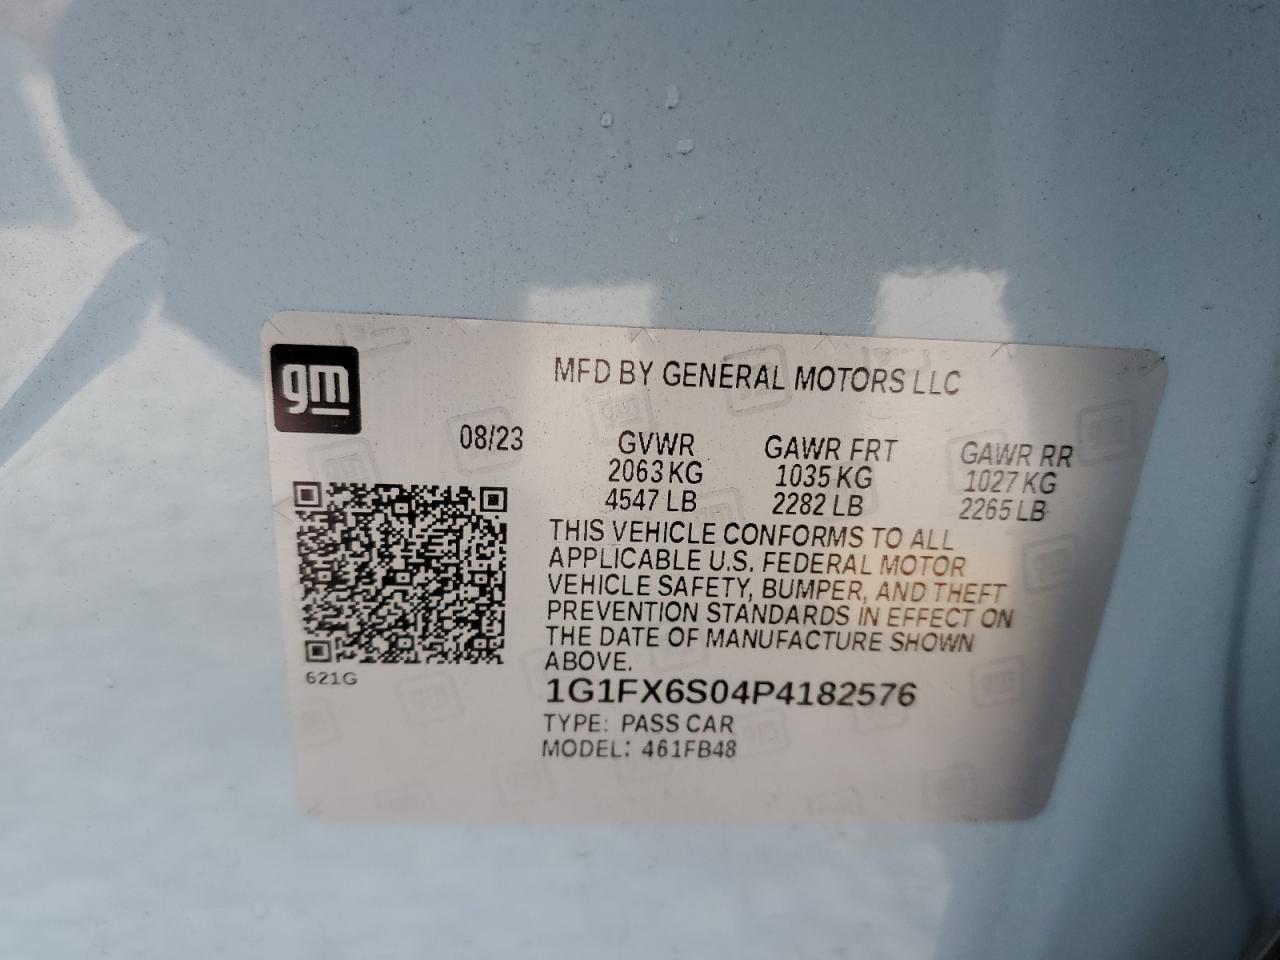 gm
MFD BY GENERAL MOTORS LLC
08/23 GVWR GAWR FRT GAWR RR
2063 KG 1035 KG 1027 KG
4547 LB 2282 LB 2265 LB
THIS VEHICLE CONFORMS TO ALL
APPLICABLE U.S. FEDERAL MOTOR
VEHICLE SAFETY, BUMPER, AND THEFT
PREVENTION STANDARDS IN EFFECT ON
THE DATE OF MANUFACTURE SHOWN
ABOVE.
621G
1G1FX6S04P4182576
TYPE: PASS CAR
MODEL: 461FB48